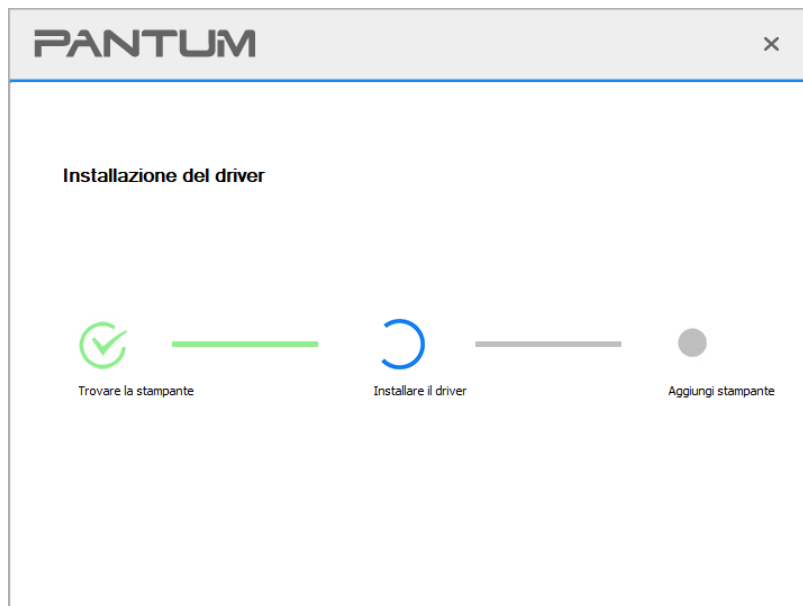 PANTUM
Installazione del driver
Trovare la stampante
Installare il driver
Aggiungi stampante